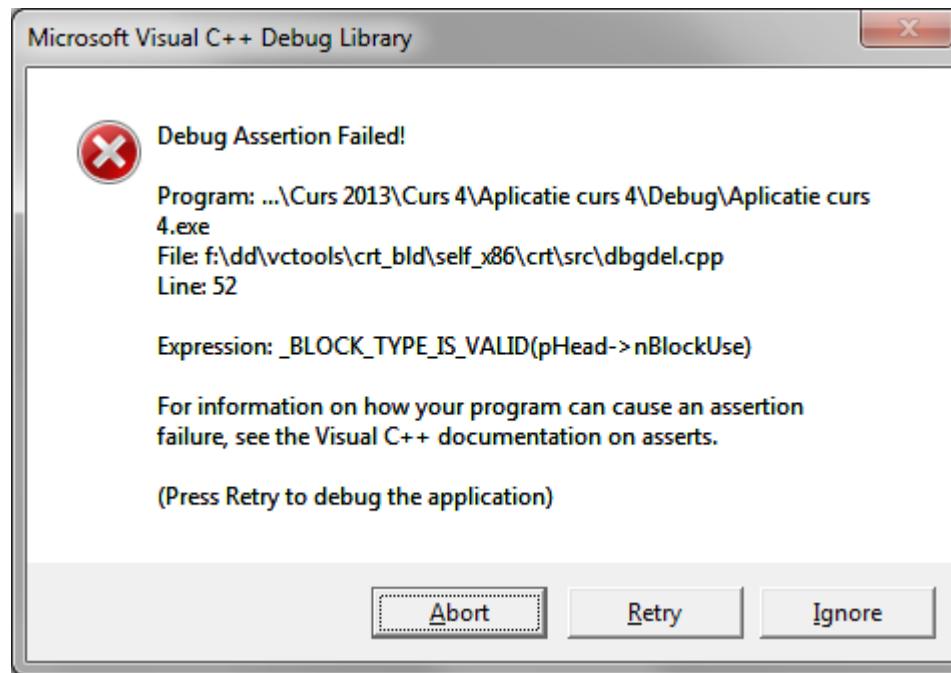 Microsoft Visual C++ Debug Library
Debug Assertion Failed!
Program: ...\Curs 2013\Curs 4\Aplicatie curs 4\Debug\Aplicatie curs
4.exe
File: f:\dd\vctools\crt_bld\self_x86\crt\src\dbgdel.cpp
Line: 52
Expression: _BLOCK_TYPE_IS_VALID(pHead->nBlockUse)
For information on how your program can cause an assertion
failure, see the Visual C++ documentation on asserts.
(Press Retry to debug the application)
Abort Retry Ignore